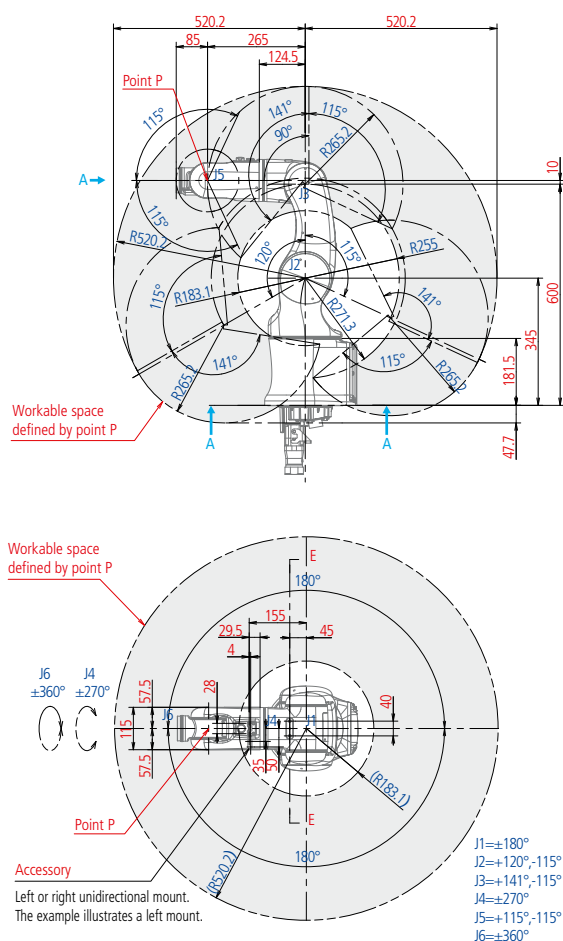 520.2
520.2
85
265
124.5
Point P
115°
141°
115°
90°
R265.2
A
J5
J3
10
115°
R520.2
120°
115°
R255
J2
600
115°
R183.1
141°
R271.3
345
141°
115°
181.5
R265.2
R265.2
Workable space
defined by point P
A
A
47.7
Workable space
defined by point P
E
180°
155
29.5
45
4
J6
±360°
J4
±270°
57.5
28
40
115
J6
J4
J1
57.5
35
50
(R183.1)
Point P
E
180°
(R520.2)
Accessory
Left or right unidirectional mount.
The example illustrates a left mount.
J1=±180°
J2=+120°,-115°
J3=+141°,-115°
J4=±270°
J5=+115°,-115°
J6=±360°